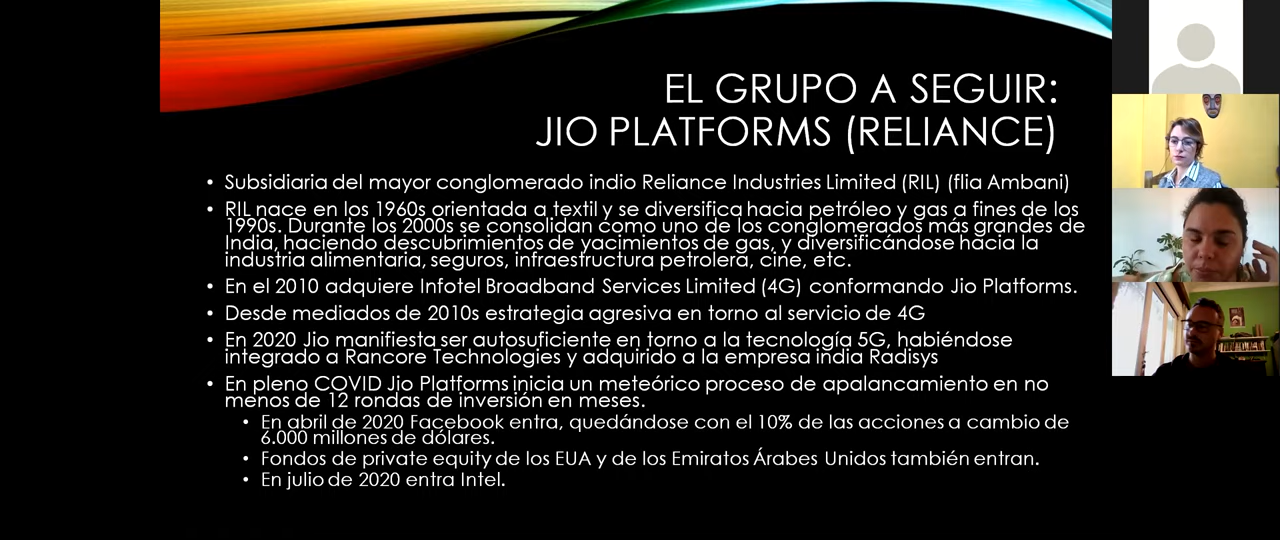 EL GRUPO A SEGUIR:
JIO PLATFORMS (RELIANCE)
• Subsidiaria del mayor conglomerado indio Reliance Industries Limited (RIL) (flia Ambani)
• RIL nace en los 1960s orientada a textil y se diversifica hacia petróleo y gas a fines de los
1990s. Durante los 2000s se consolidan como uno de los conglomerados más grandes de
India, haciendo descubrimientos de yacimientos de gas, y diversificándose hacia la
industria alimentaria, seguros, infraestructura petrolera, cine, etc.
• En el 2010 adquiere Infotel Broadband Services Limited (4G) conformando Jio Platforms.
• Desde mediados de 2010s estrategia agresiva en torno al servicio de 4G
• En 2020 Jio manifiesta ser autosuficiente en torno a la tecnología 5G, habiéndose
integrado a Rancore Technologies y adquirido a la empresa india Radisys
• En pleno COVID Jio Platforms inicia un meteórico proceso de apalancamiento en no
menos de 12 rondas de inversión en meses.
• En abril de 2020 Facebook entra, quedándose con el 10% de las acciones a cambio de
6.000 millones de dólares.
• Fondos de private equity de los EUA y de los Emiratos Árabes Unidos también entran.
• En julio de 2020 entra Intel.